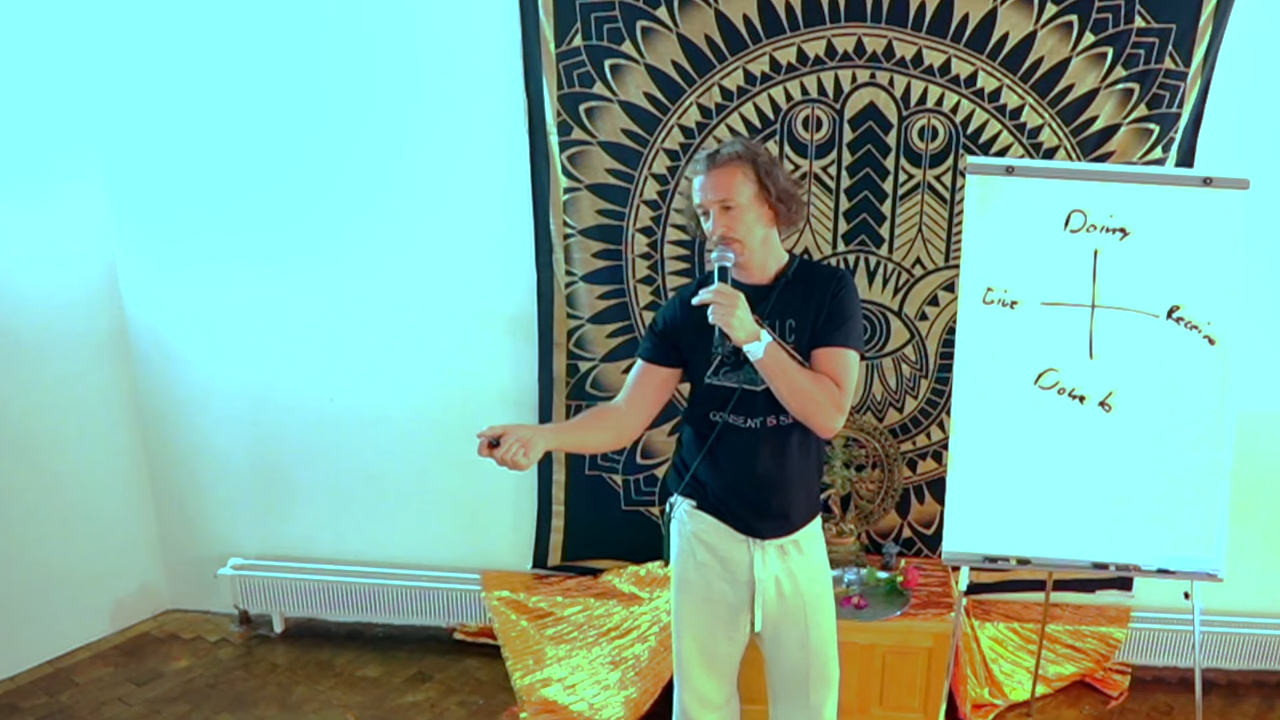 Doing
Give
Receive
Done to
CONSENT IS